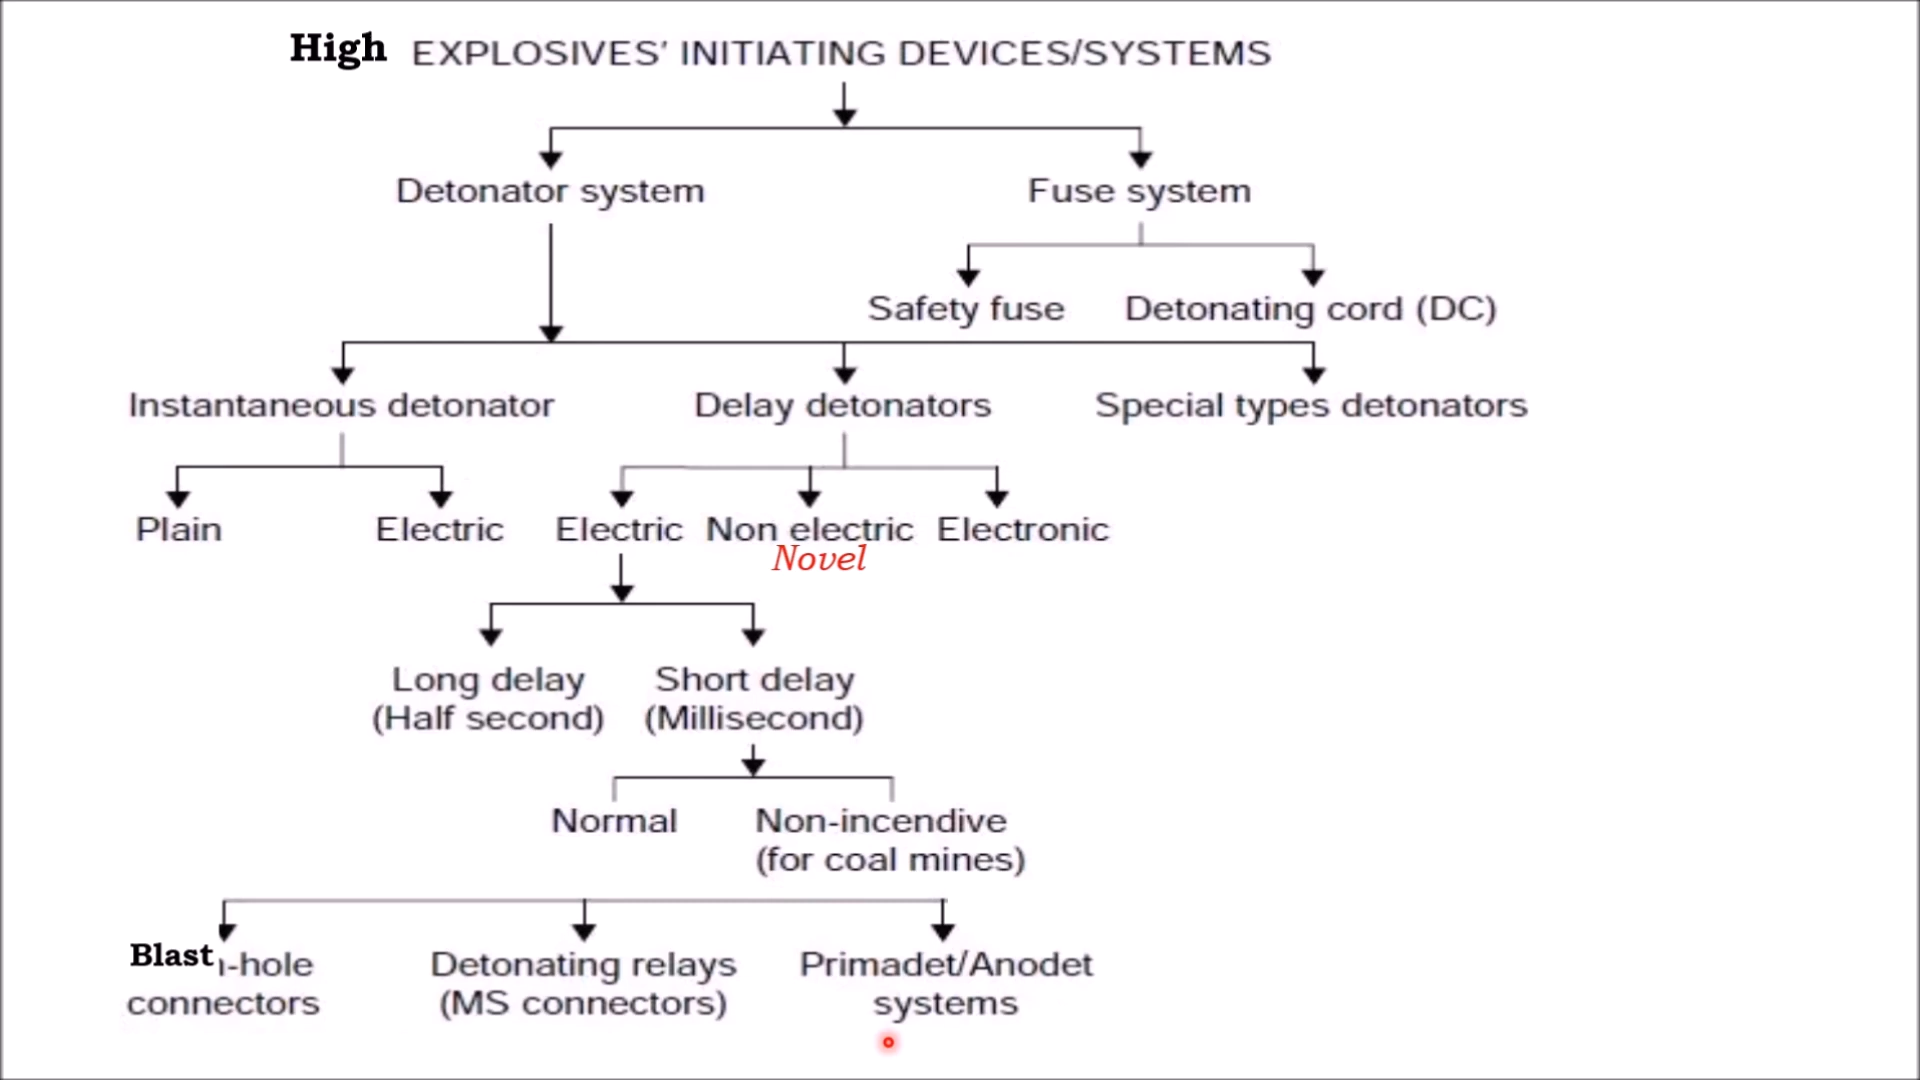 High EXPLOSIVES' INITIATING DEVICES/SYSTEMS
Detonator system
Fuse system
Safety fuse
Detonating cord (DC)
Instantaneous detonator
Delay detonators
Special types detonators
Plain
Electric
Electric
Non electric
Electronic
Novel
Long delay
(Half second)
Short delay
(Millisecond)
Normal
Non-incendive
(for coal mines)
Blast -hole
connectors
Detonating relays
(MS connectors)
Primadet/Anodet
systems